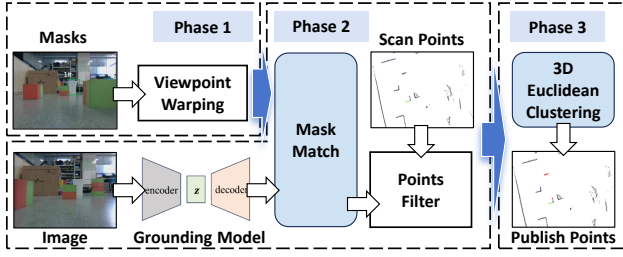 Masks
Phase 1
Viewpoint
Warping
Image
encoder
z
decoder
Grounding Model
Phase 2
Scan Points
Mask
Match
Points
Filter
Phase 3
3D
Euclidean
Clustering
Publish Points